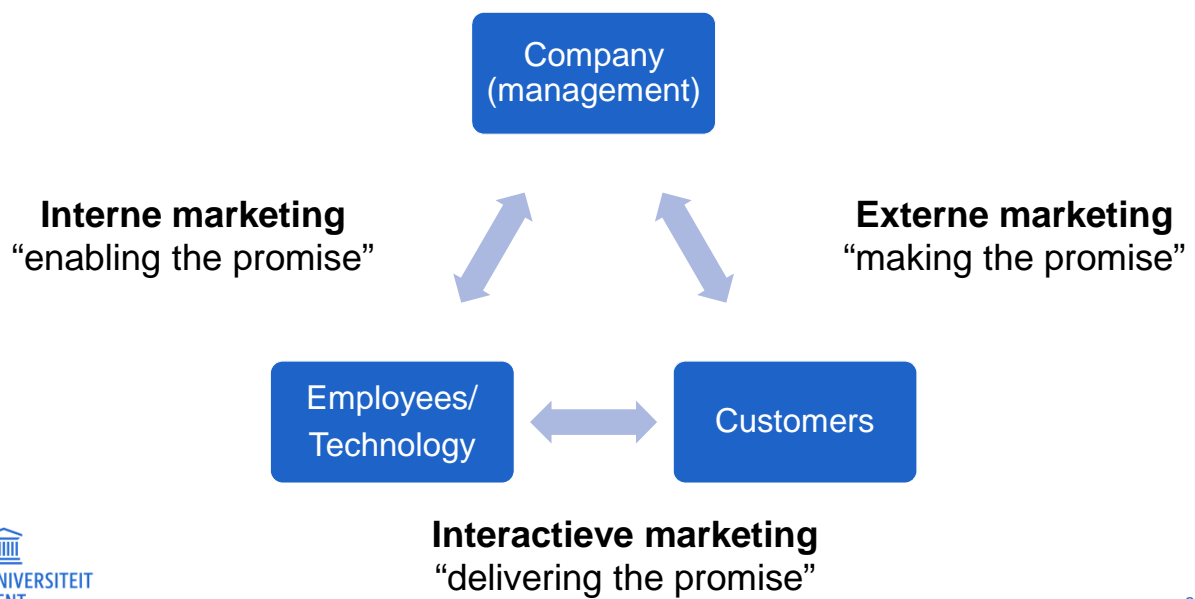 Company
(management)
Interne marketing
“enabling the promise”
Externe marketing
“making the promise”
Employees/
Technology
Customers
Interactieve marketing
“delivering the promise”